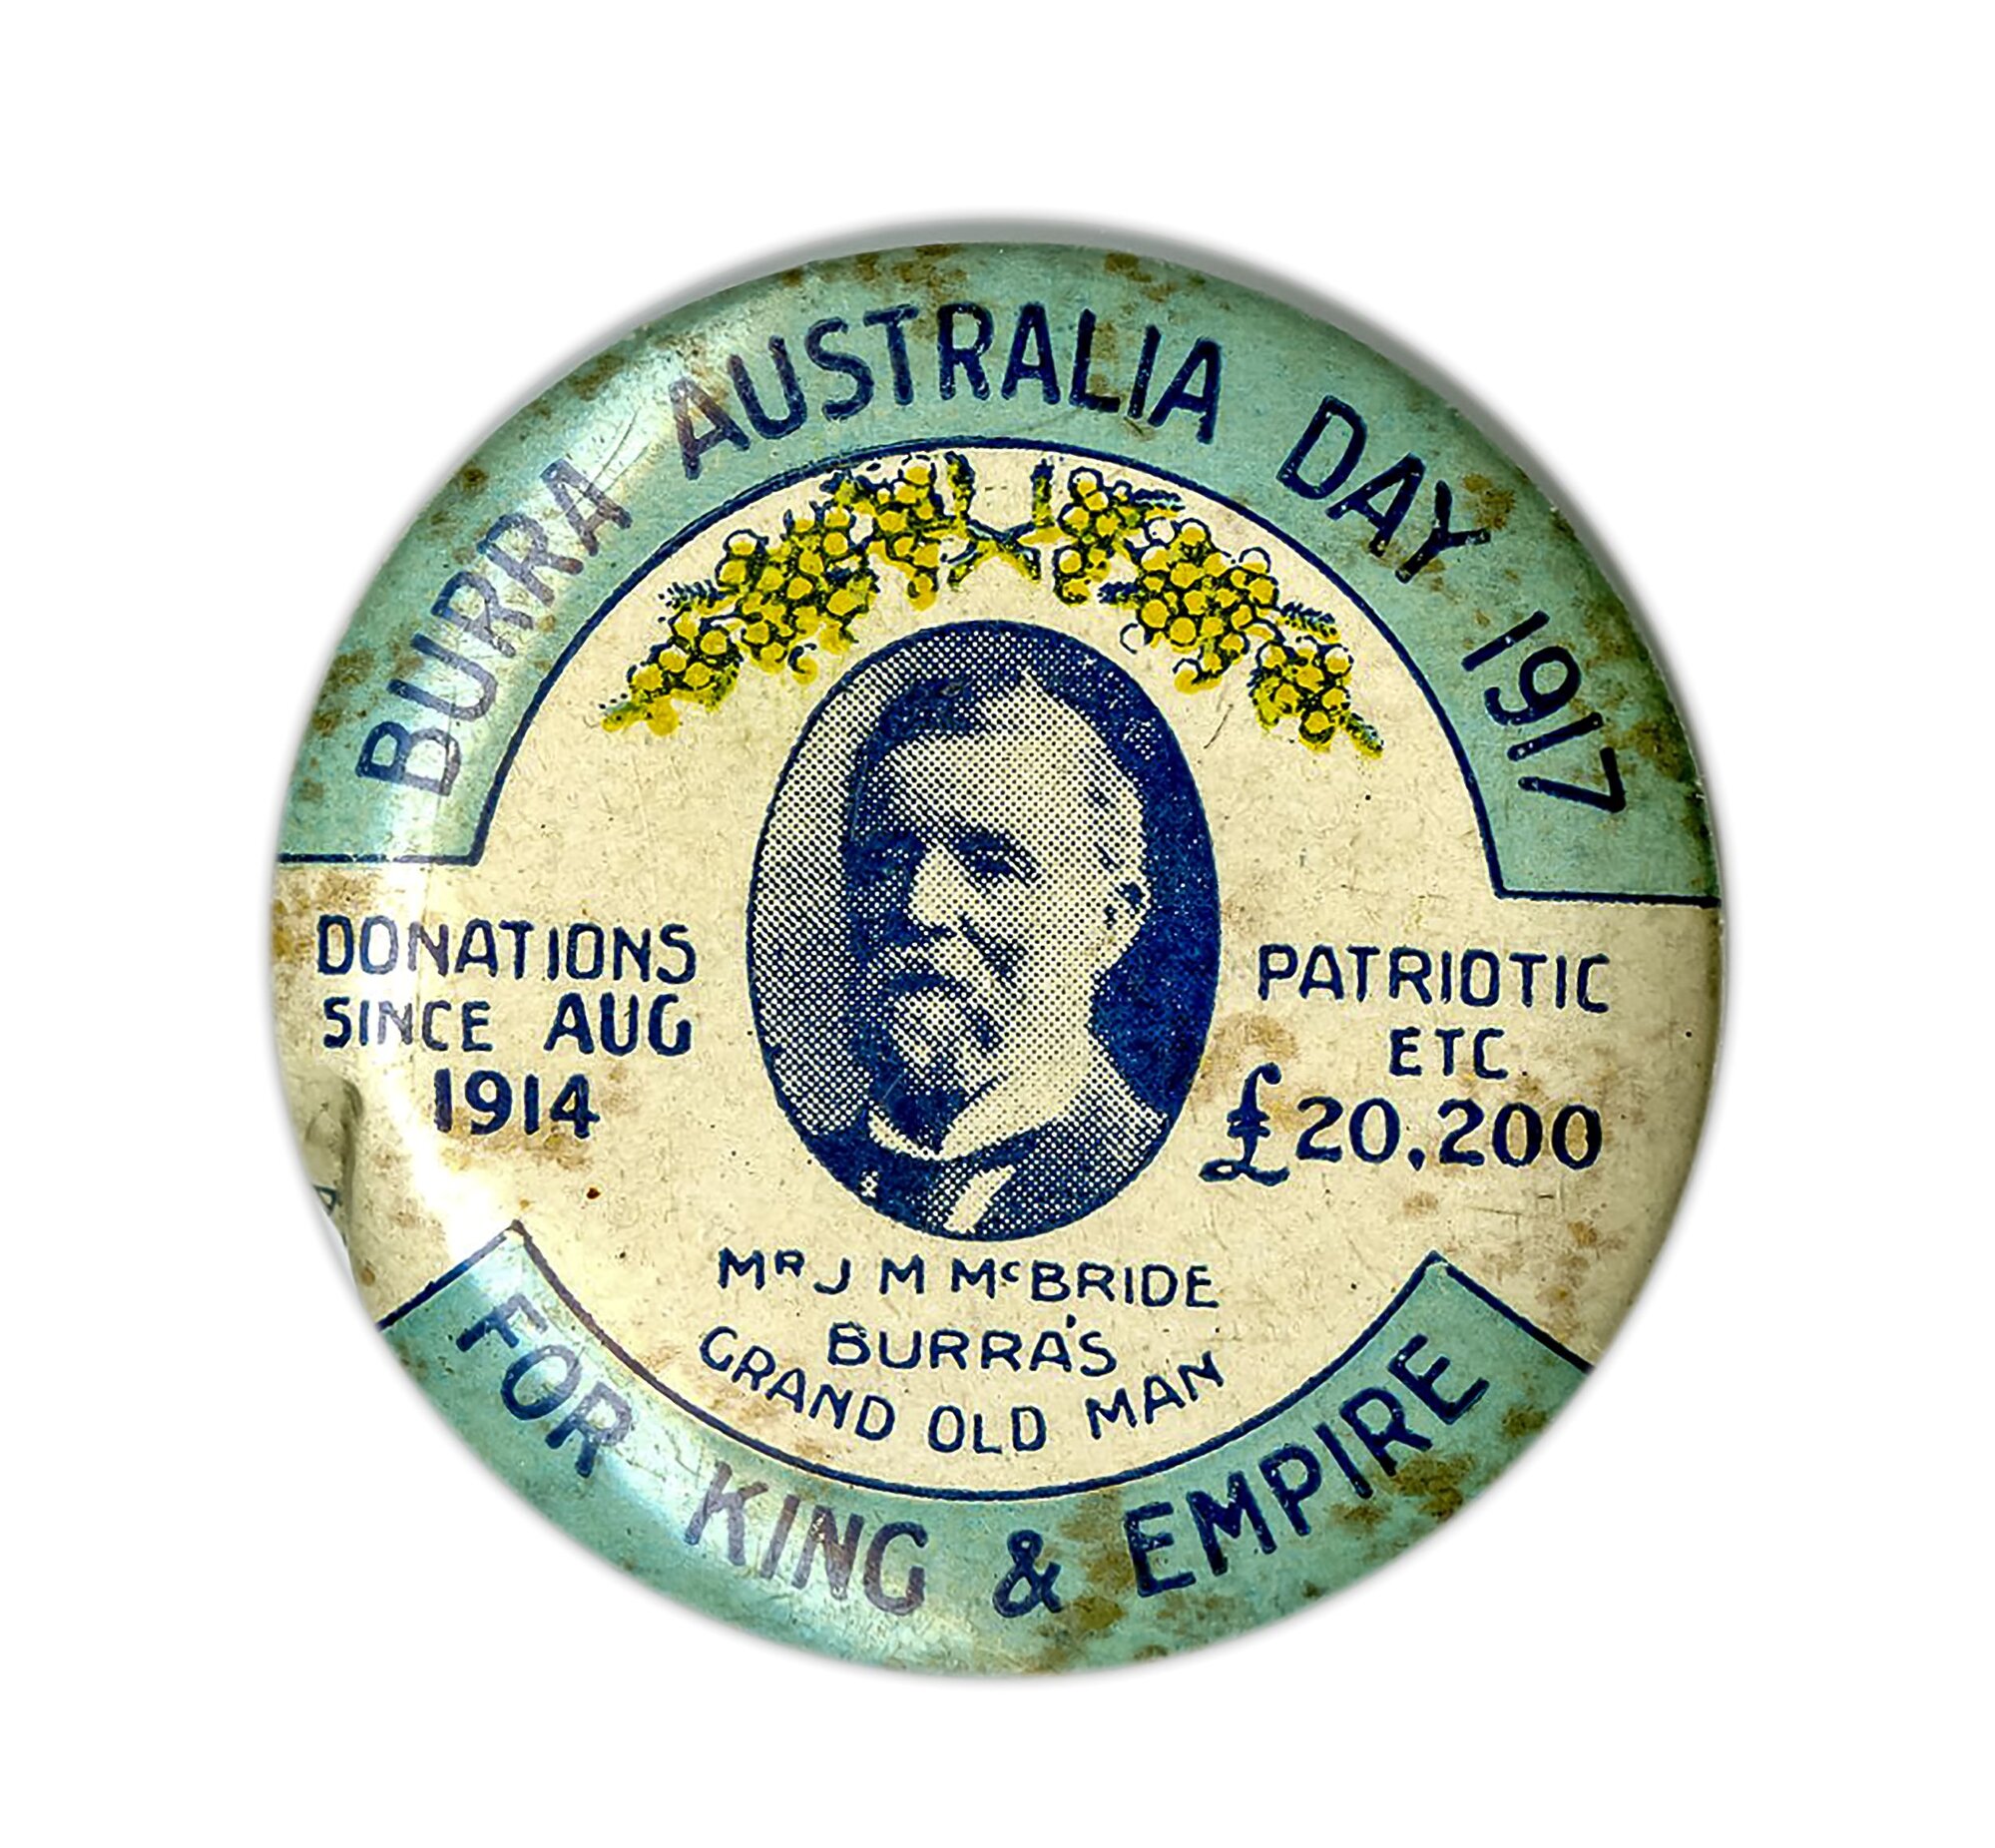 BURRA AUSTRALIA DAY 1917
DONATIONS
SINCE AUG
1914
PATRIOTIC
ETC
£20,200
MR J M McBRIDE
BURRA'S
GRAND OLD MAN
FOR KING & EMPIRE